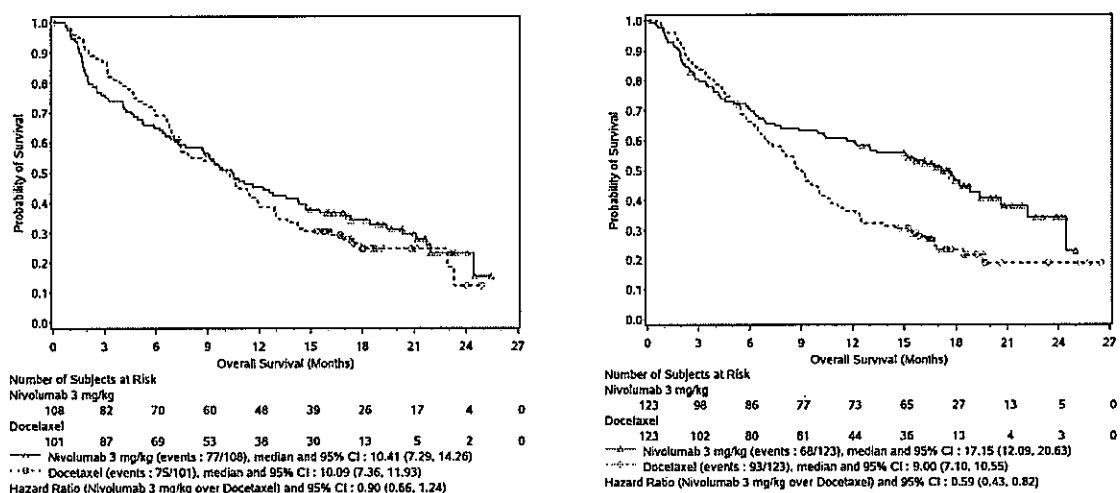 1.0
0.9
0.8
0.7
0.6
0.5
0.4
0.3
0.2
0.1
0.0
Probability of Survival
0 3 6 9 12 15 18 21 24 27
Overall Survival (Months)
Number of Subjects at Risk
Nivolumab 3 mg/kg
108 82 70 60 48 39 26 17 4 0
Docetaxel
101 87 69 53 38 30 13 5 2 0
Nivolumab 3 mg/kg (events : 77/108), median and 95% CI : 10.41 (7.29, 14.26)
Docetaxel (events : 75/101), median and 95% CI : 10.09 (7.36, 11.93)
Hazard Ratio (Nivolumab 3 mg/kg over Docetaxel) and 95% CI : 0.90 (0.66, 1.24)
1.0
0.9
0.8
0.7
0.6
0.5
0.4
0.3
0.2
0.1
0.0
Probability of Survival
0 3 6 9 12 15 18 21 24 27
Overall Survival (Months)
Number of Subjects at Risk
Nivolumab 3 mg/kg
123 98 86 77 73 65 27 13 5 0
Docetaxel
123 102 80 81 44 36 13 4 3 0
Nivolumab 3 mg/kg (events : 68/123), median and 95% CI : 17.15 (12.09, 20.63)
Docetaxel (events : 93/123), median and 95% CI : 9.00 (7.10, 10.55)
Hazard Ratio (Nivolumab 3 mg/kg over Docetaxel) and 95% CI : 0.59 (0.43, 0.82)